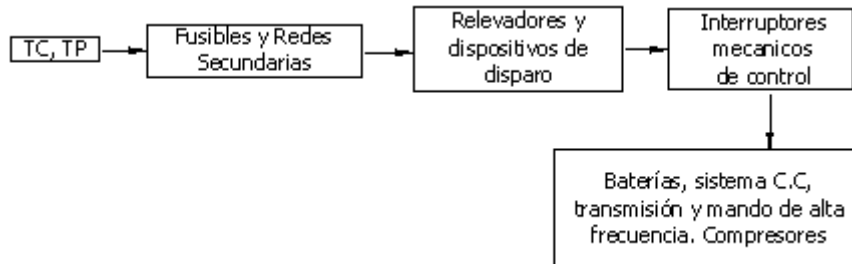 TC, TP
Fusibles y Redes
Secundarias
Relevadores y
dispositivos de
disparo
Interruptores
mecanicos
de control
Baterías, sistema C.C,
transmisión y mando de alta
frecuencia. Compresores